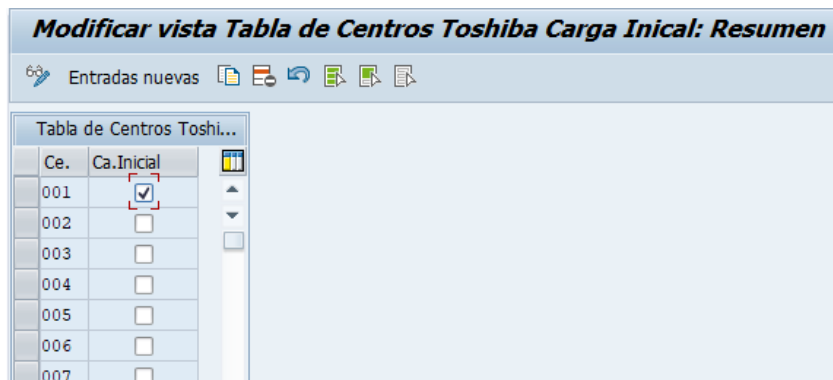 Modificar vista Tabla de Centros Toshiba Carga Inical: Resumen
Entradas nuevas
Tabla de Centros Toshi...
Ce. Ca.Inicial
001
002
003
004
005
006
007